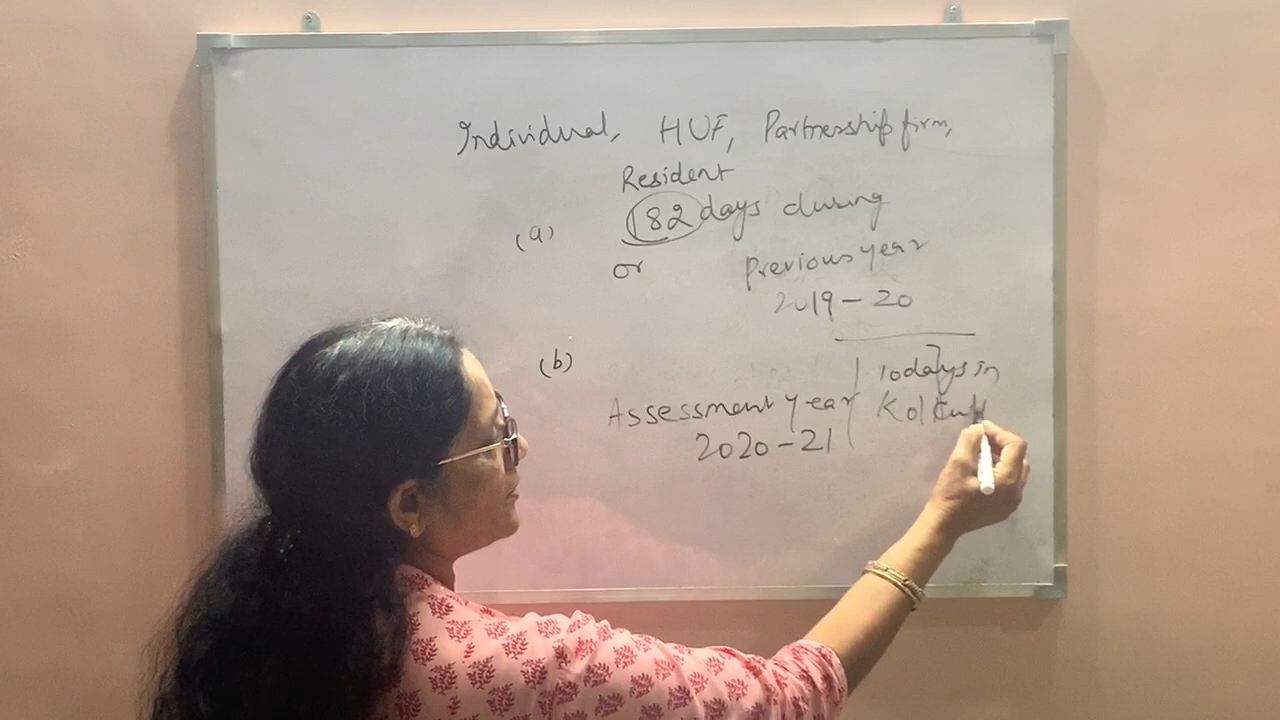 Individual, HUF, Partnership firm,
Resident
(a) 182 days during
or Previous year
2019-20
(b) 10 days in
Assessment year Kolkut
2020-21